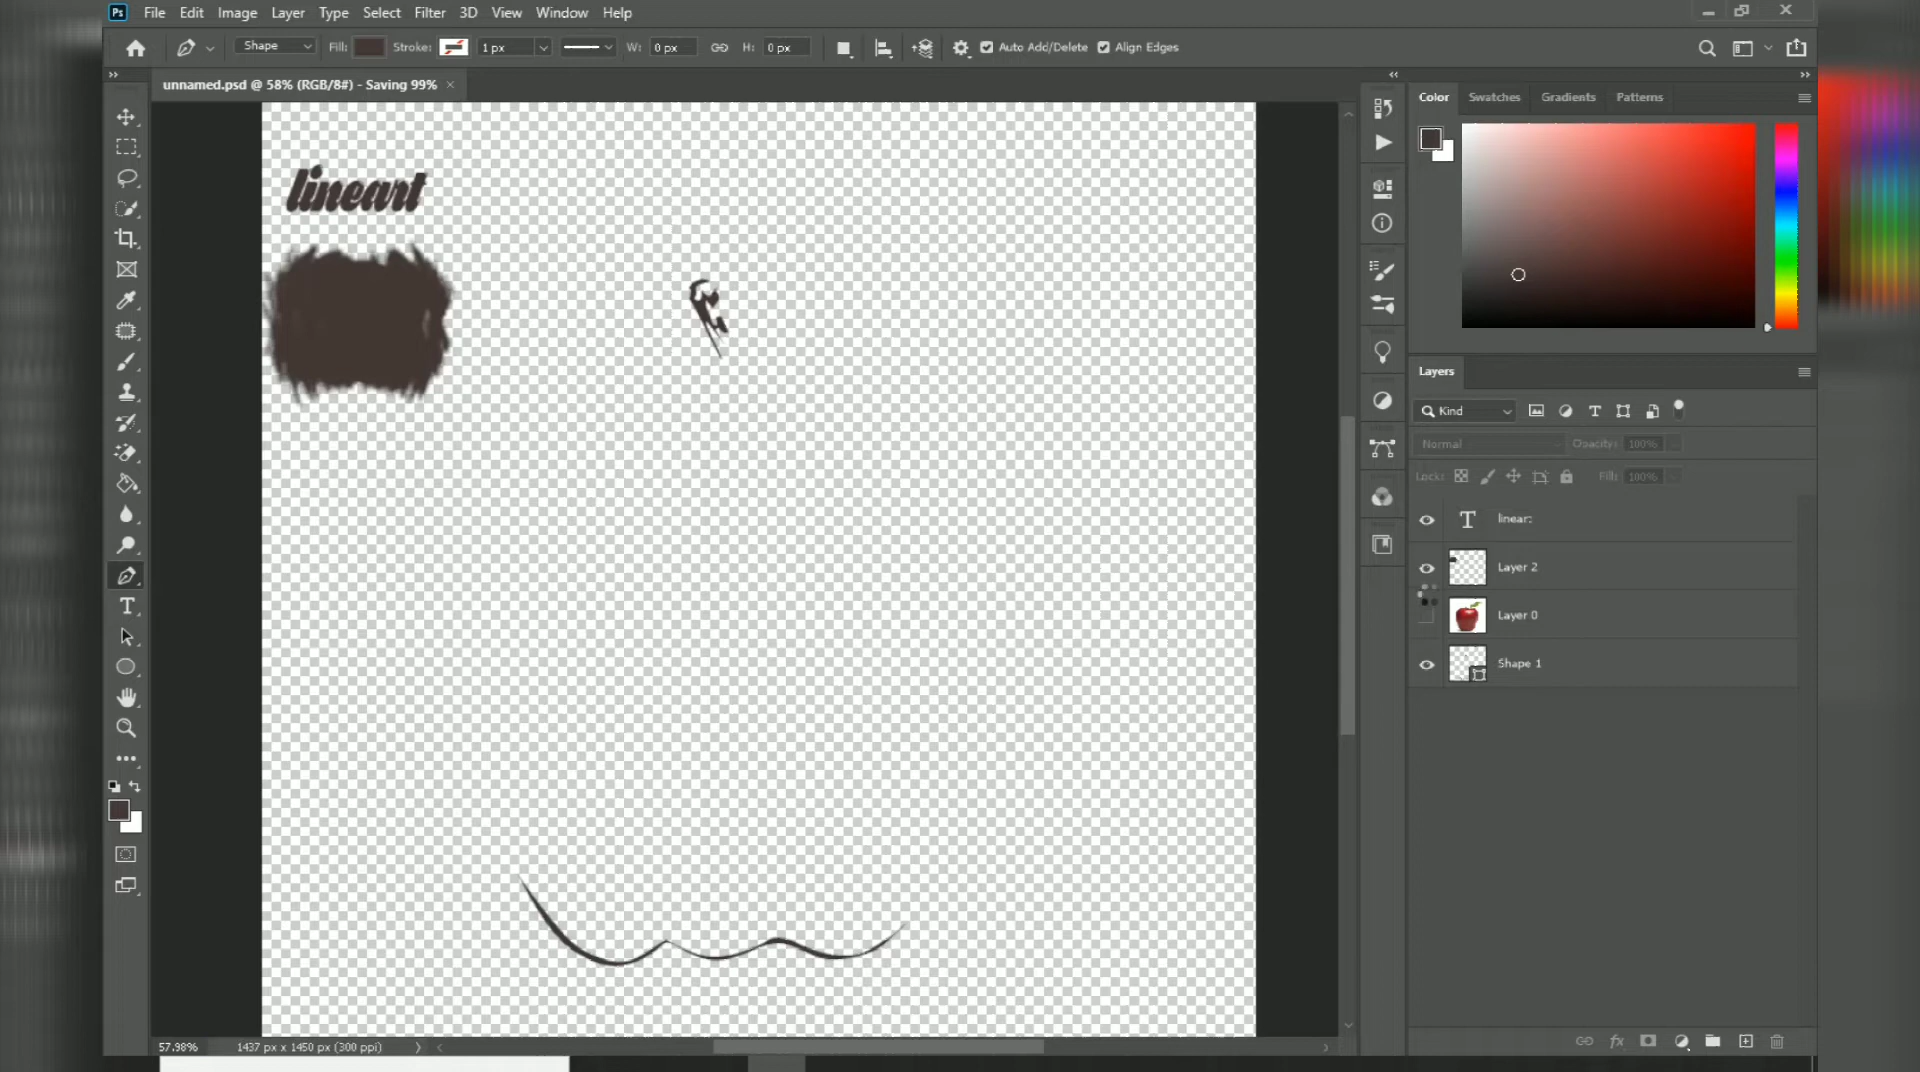 Ps File Edit Image Layer Type Select Filter 3D View Window Help
Shape Fill: Stroke: 1 px W: 0 px H: 0 px Auto Add/Delete Align Edges
unnamed.psd @ 58% (RGB/8#) - Saving 99%
Color Swatches Gradients Patterns
lineart
Layers
Kind
Normal Opacity: 100%
Lock: Fill: 100%
T lineart
Layer 2
Layer 0
Shape 1
fx
57.98% 1437 px x 1450 px (300 ppi)